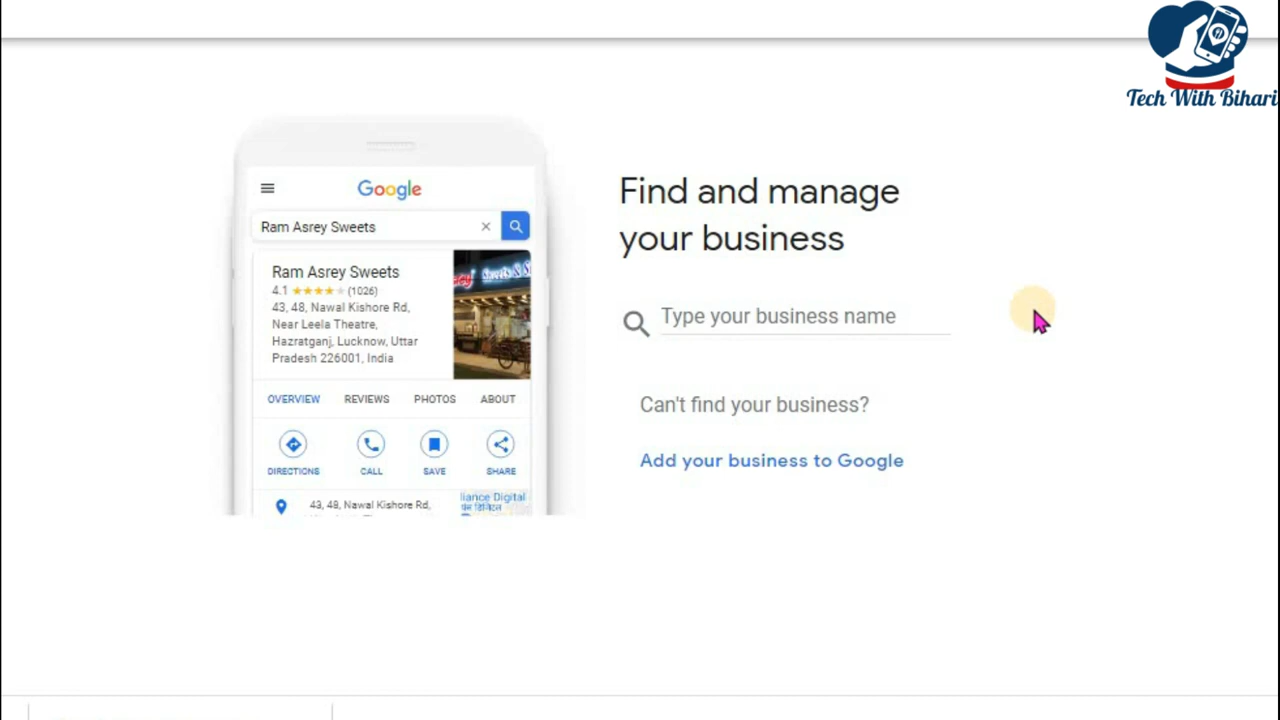 Tech With Bihari
Find and manage
your business
Type your business name
Can't find your business?
Add your business to Google
Google
Ram Asrey Sweets
Ram Asrey Sweets
4.1 (1026)
43, 48, Nawal Kishore Rd,
Near Leela Theatre,
Hazratganj, Lucknow, Uttar
Pradesh 226001, India
Sweets & S
OVERVIEW REVIEWS PHOTOS ABOUT
DIRECTIONS CALL SAVE SHARE
43, 48, Nawal Kishore Rd,
liance Digital